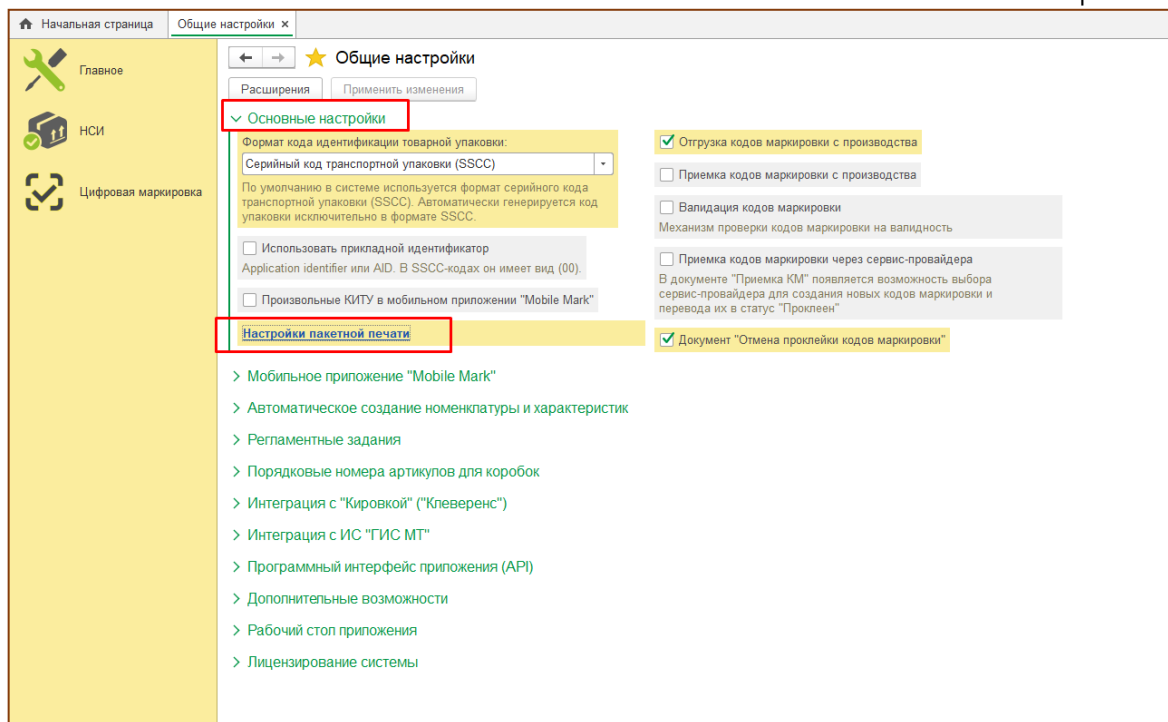 Начальная страница
Общие настройки ×
Главное
НСИ
Цифровая маркировка
Общие настройки
Расширения
Применить изменения
Основные настройки
Формат кода идентификации товарной упаковки:
Серийный код транспортной упаковки (SSCC)
По умолчанию в системе используется формат серийного кода
транспортной упаковки (SSCC). Автоматически генерируется код
упаковки исключительно в формате SSCC.
Использовать прикладной идентификатор
Application identifier или AID. В SSCC-кодах он имеет вид (00).
Произвольные КИТУ в мобильном приложении "Mobile Mark"
Настройки пакетной печати
Отгрузка кодов маркировки с производства
Приемка кодов маркировки с производства
Валидация кодов маркировки
Механизм проверки кодов маркировки на валидность
Приемка кодов маркировки через сервис-провайдера
В документе "Приемка КМ" появляется возможность выбора
сервис-провайдера для создания новых кодов маркировки и
перевода их в статус "Проклеен"
Документ "Отмена проклейки кодов маркировки"
Мобильное приложение "Mobile Mark"
Автоматическое создание номенклатуры и характеристик
Регламентные задания
Порядковые номера артикулов для коробок
Интеграция с "Кировкой" ("Клеверенс")
Интеграция с ИС "ГИС МТ"
Программный интерфейс приложения (API)
Дополнительные возможности
Рабочий стол приложения
Лицензирование системы